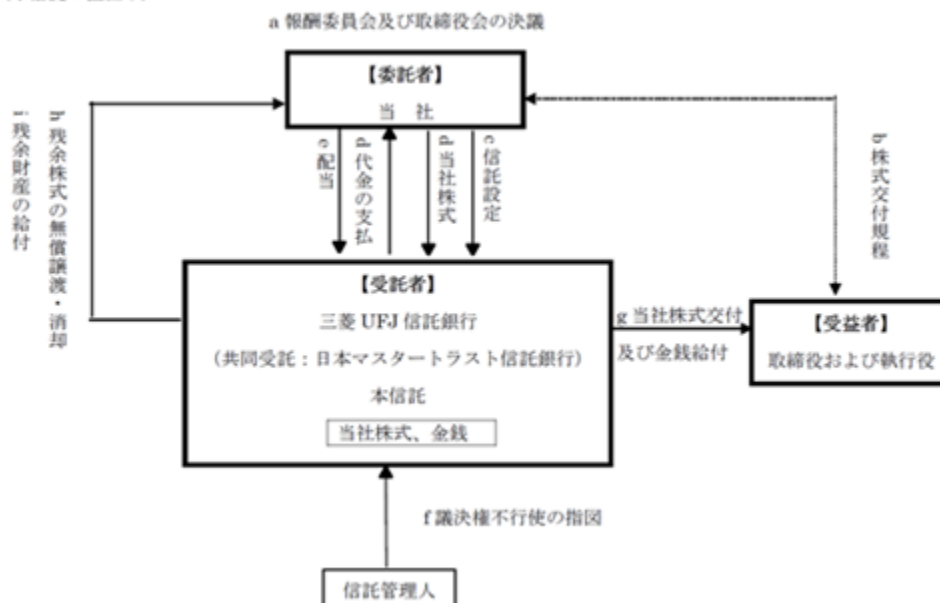 a 報酬委員会及び取締役会の決議
【委託者】
当 社
i 残余財産の給付
h 残余株式の無償譲渡・消却
e 配当
d 代金の支払
d 当社株式
c 信託設定
b 株式交付規程
【受託者】
三菱 UFJ 信託銀行
(共同受託:日本マスタートラスト信託銀行)
本信託
当社株式、金銭
g 当社株式交付
及び金銭給付
【受益者】
取締役および執行役
f 議決権不行使の指図
信託管理人